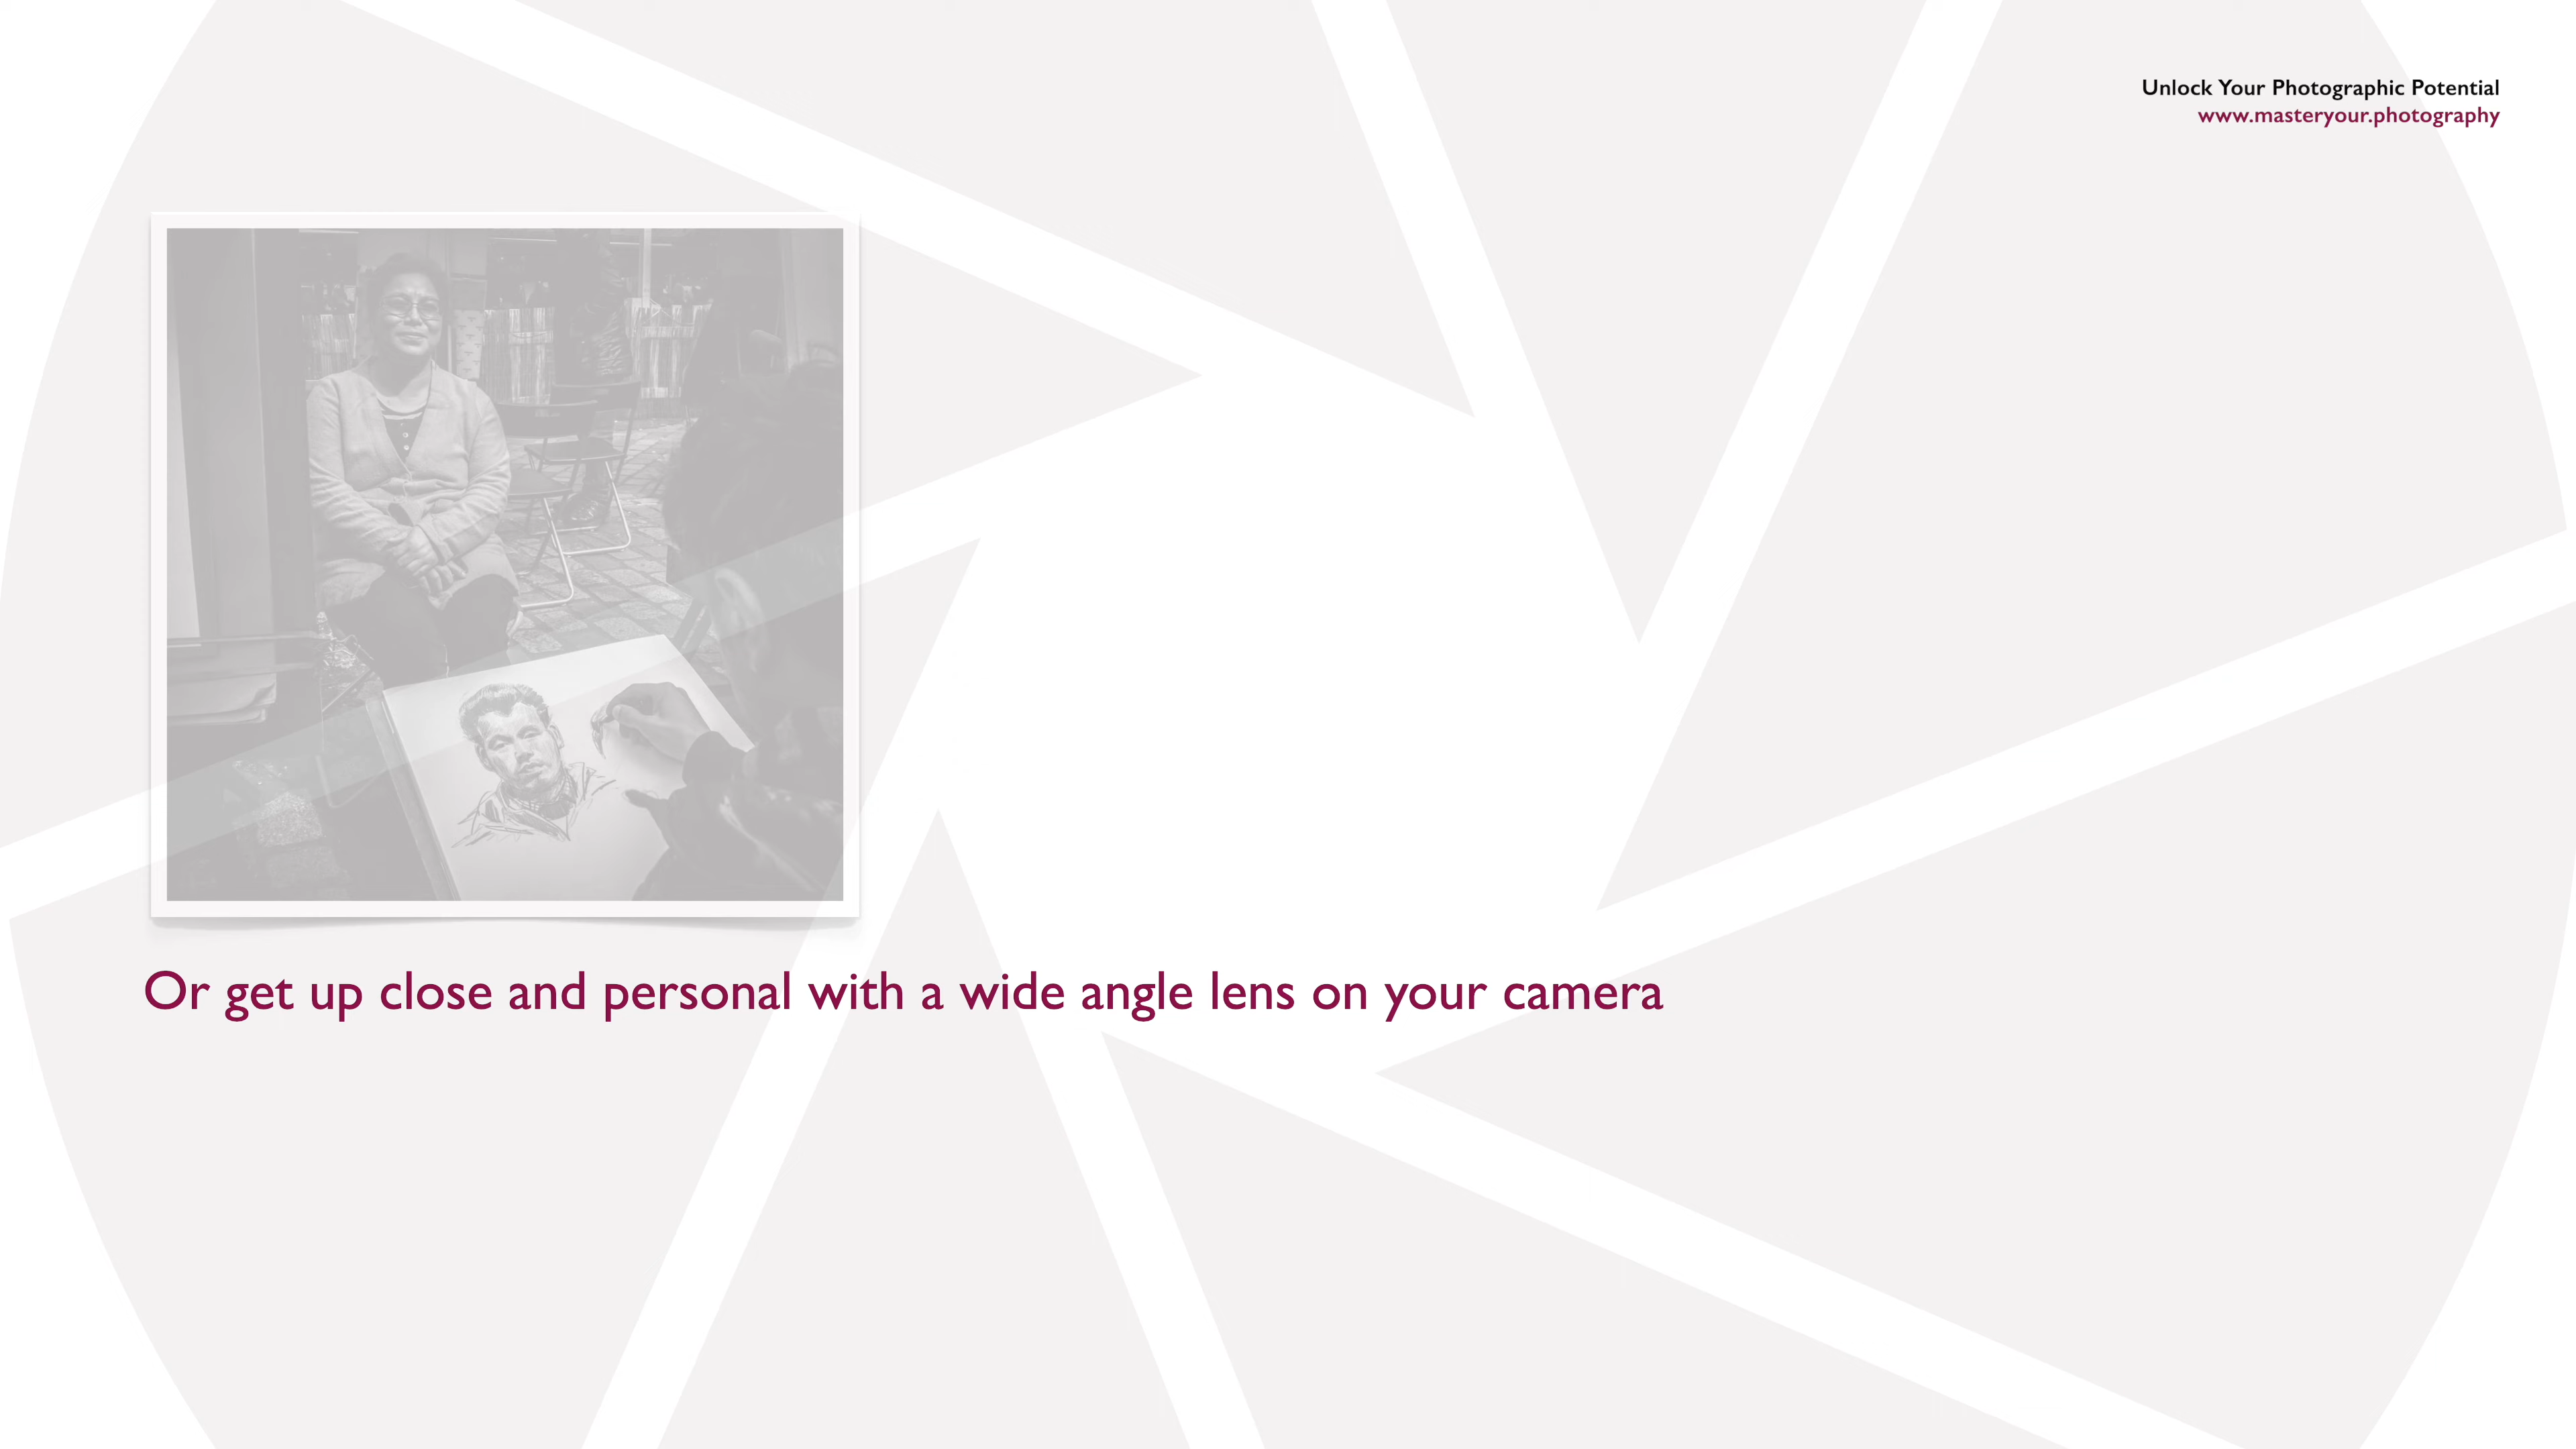 Unlock Your Photographic Potential
www.masteryour.photography
Or get up close and personal with a wide angle lens on your camera